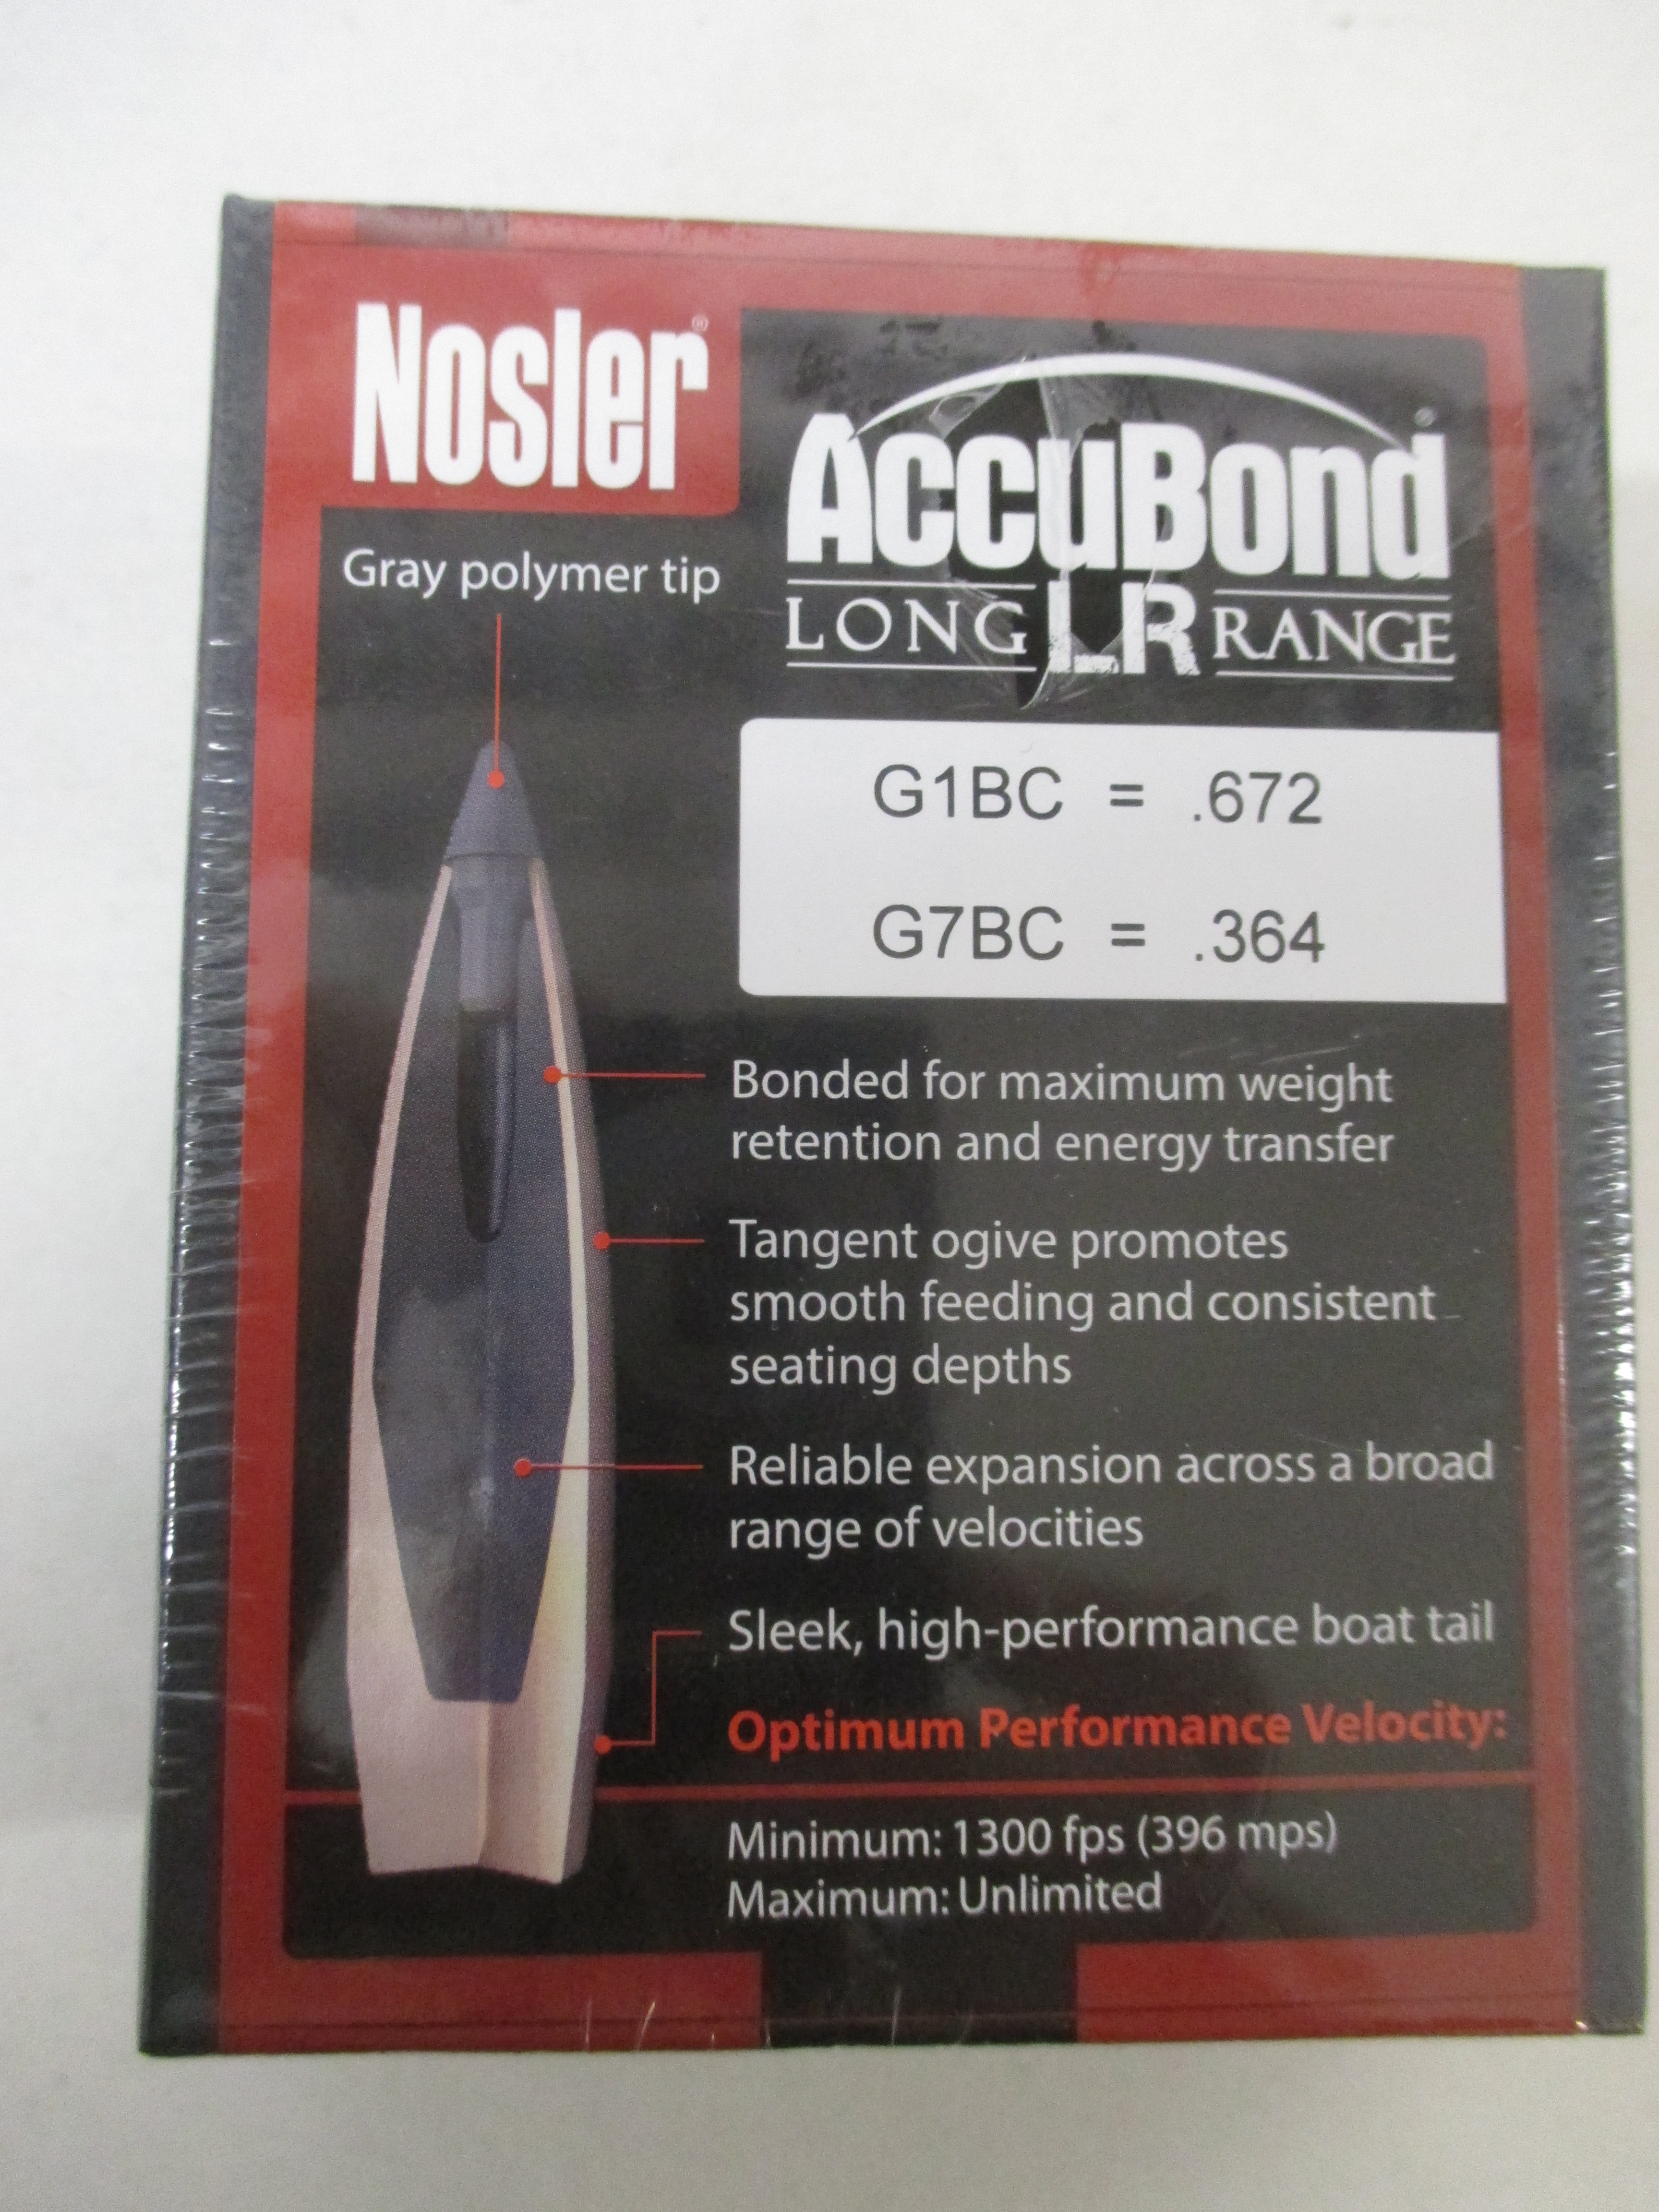 Nosler®
AccuBond®
LONG LR RANGE
Gray polymer tip
G1BC = .672
G7BC = .364
Bonded for maximum weight
retention and energy transfer
Tangent ogive promotes
smooth feeding and consistent
seating depths
Reliable expansion across a broad
range of velocities
Sleek, high-performance boat tail
Optimum Performance Velocity:
Minimum: 1300 fps (396 mps)
Maximum: Unlimited